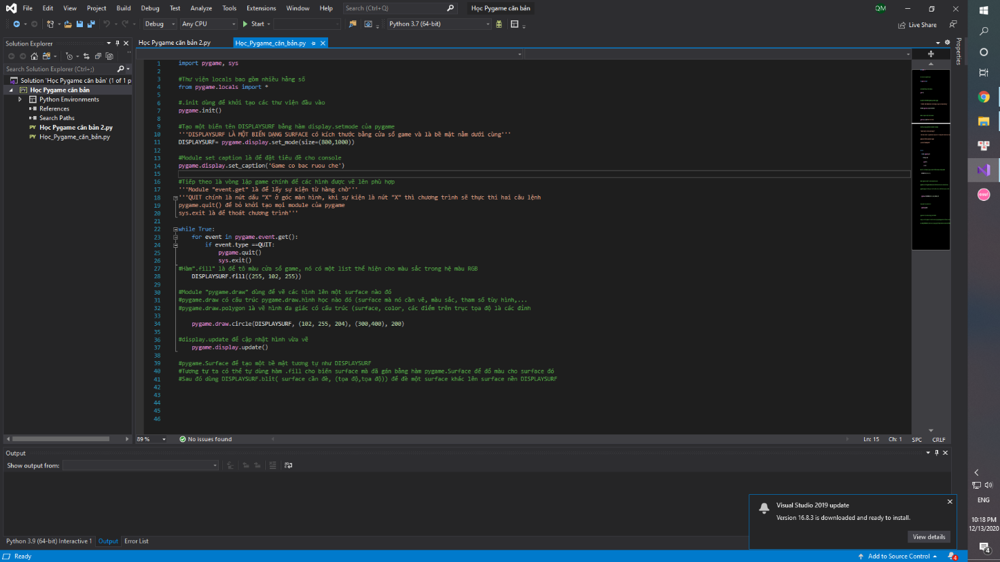 File Edit View Project Build Debug Test Analyze Tools Extensions Window Help Search (Ctrl+Q) Học Pygame căn bản QM
Debug Any CPU Start Python 3.7 (64-bit) Live Share
Solution Explorer
Search Solution Explorer (Ctrl+;)
Solution 'Học Pygame căn bản' (1 of 1 p
Học Pygame căn bản
Python Environments
References
Search Paths
Học Pygame căn bản 2.py
Học_Pygame_căn_bản.py
Học Pygame căn bản 2.py Học_Pygame_căn_bản.py
Properties
1 import pygame, sys
2
3 #Thư viện locals bao gồm nhiều hằng số
4 from pygame.locals import *
5
6 #.init dùng để khởi tạo các thư viện đầu vào
7 pygame.init()
8
9 #Tạo một biến tên DISPLAYSURF bằng hàm display.setmode của pygame
10 '''DISPLAYSURF LÀ MỘT BIẾN DẠNG SURFACE có kích thước bằng cửa sổ game và là bề mặt nằm dưới cùng'''
11 DISPLAYSURF= pygame.display.set_mode(size=(800,1000))
12
13 #Module set caption là để đặt tiêu đề cho console
14 pygame.display.set_caption('Game co bac ruou che')
15
16 #Tiếp theo là vòng lặp game chính để các hình được vẽ lên phù hợp
17 '''Module "event.get" là để lấy sự kiện từ hàng chờ'''
18 '''QUIT chính là nút dấu "X" ở góc màn hình, khi sự kiện là nút "X" thì chương trình sẽ thực thi hai câu lệnh
19 pygame.quit() để bỏ khởi tạo mọi module của pygame
20 sys.exit là để thoát chương trình'''
21
22 while True:
23 for event in pygame.event.get():
24 if event.type ==QUIT:
25 pygame.quit()
26 sys.exit()
27 #Hàm".fill" là để tô màu cửa sổ game, nó có một list thể hiện cho màu sắc trong hệ màu RGB
28 DISPLAYSURF.fill((255, 102, 255))
29
30 #Module "pygame.draw" dùng để vẽ các hình lên một surface nào đó
31 #pygame.draw có cấu trúc pygame.draw.hình học nào đó (surface mà nó cần vẽ, màu sắc, tham số tùy hình,...
32 #pygame.draw.polygon là vẽ hình đa giác có cấu trúc (surface, color, các điểm trên trục tọa độ là các đỉnh
33
34 pygame.draw.circle(DISPLAYSURF, (102, 255, 204), (300,400), 200)
35
36 #display.update để cập nhật hình vừa vẽ
37 pygame.display.update()
38
39 #pygame.Surface để tạo một bề mặt tương tự như DISPLAYSURF
40 #Tương tự ta có thể tự dùng hàm .fill cho biến surface mà đã gán bằng hàm pygame.Surface để đổ màu cho surface đó
41 #Sau đó dùng DISPLAYSURF.blit( surface cần đè, (tọa độ,tọa độ)) để đè một surface khác lên surface nền DISPLAYSURF
42
43
44
45
46
89 % No issues found Ln: 15 Ch: 1 SPC CRLF
Output
Show output from:
Visual Studio 2019 update
Version 16.8.3 is downloaded and ready to install.
View details
Python 3.9 (64-bit) Interactive 1 Output Error List
Ready Add to Source Control 4
osu!
ENG
10:18 PM
12/13/2020
4